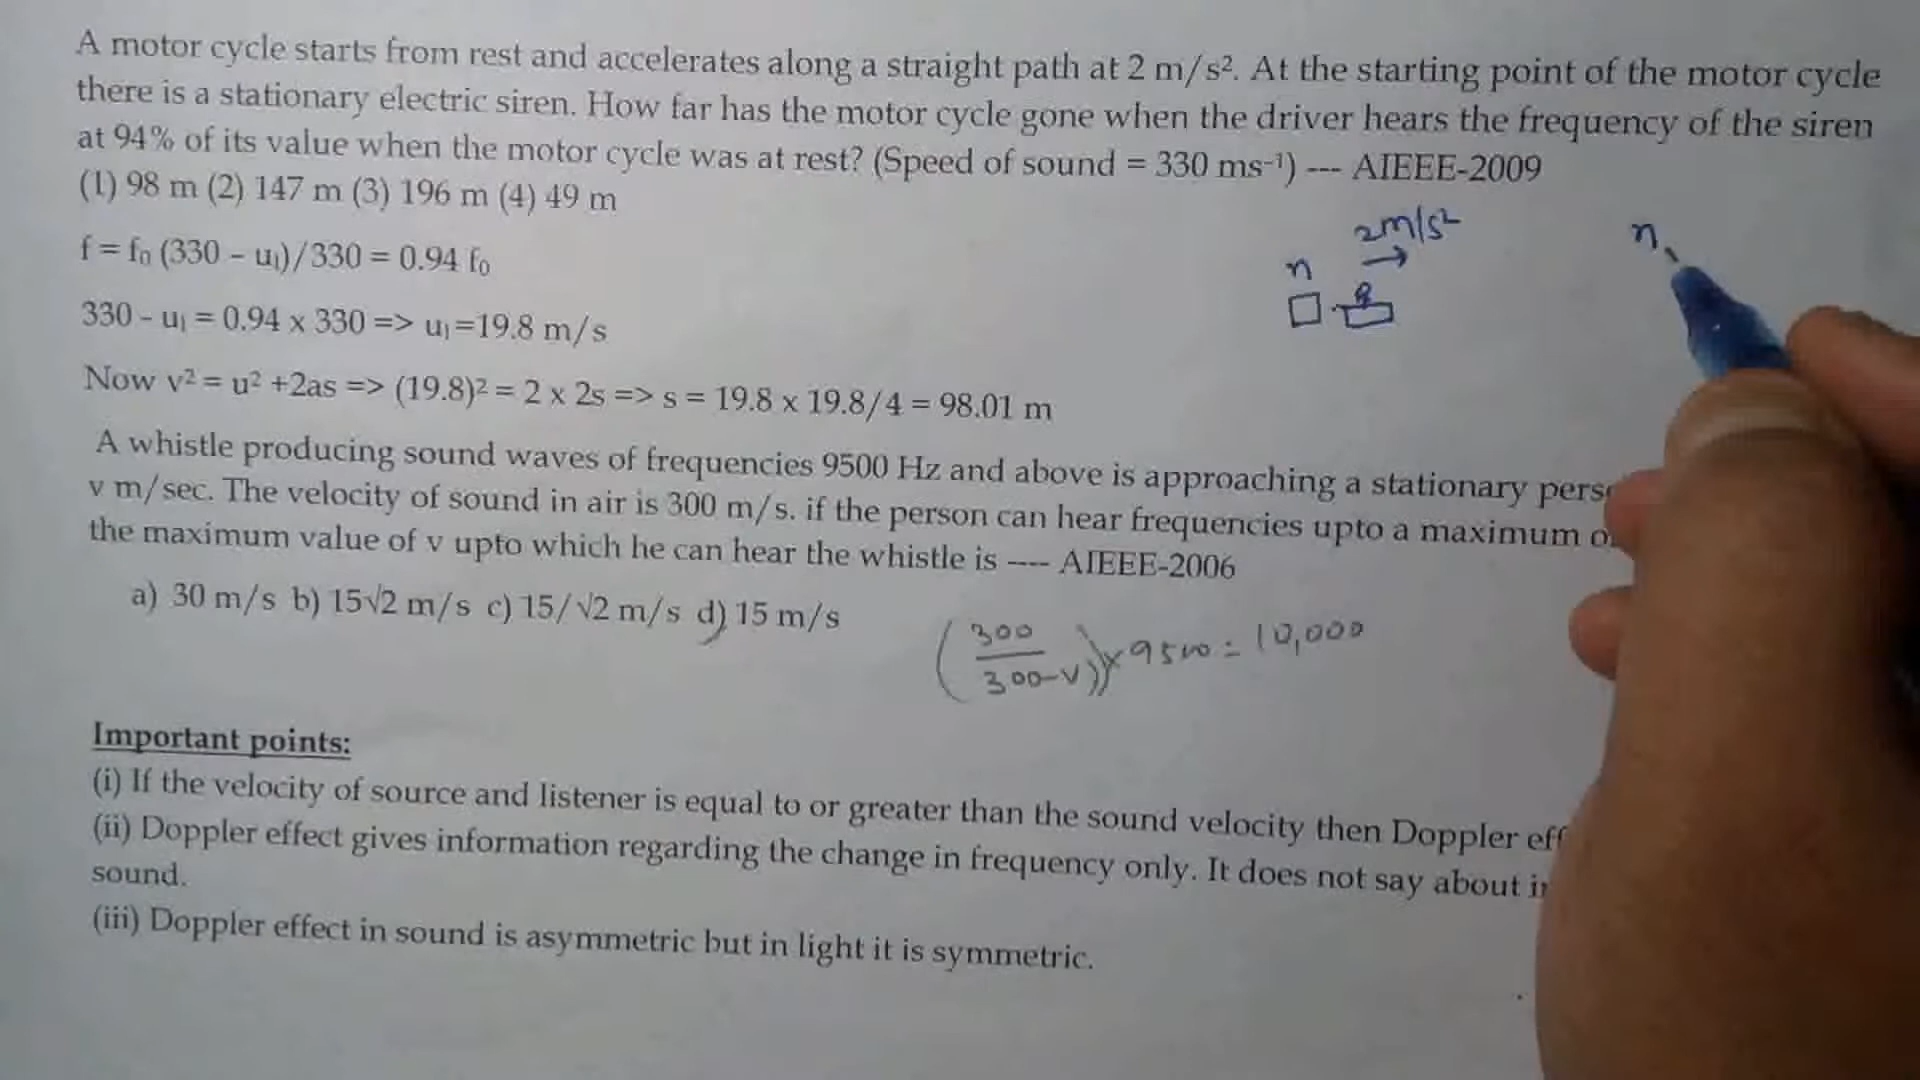 A motor cycle starts from rest and accelerates along a straight path at 2 m/s². At the starting point of the motor cycle
there is a stationary electric siren. How far has the motor cycle gone when the driver hears the frequency of the siren
at 94% of its value when the motor cycle was at rest? (Speed of sound = 330 ms⁻¹) --- AIEEE-2009
(1) 98 m (2) 147 m (3) 196 m (4) 49 m
2m/s²
n
n
f = f₀ (330 – uₗ)/330 = 0.94 f₀
330 - uₗ = 0.94 x 330 => uₗ=19.8 m/s
Now v² = u² +2as => (19.8)² = 2 x 2s => s = 19.8 x 19.8/4 = 98.01 m
A whistle producing sound waves of frequencies 9500 Hz and above is approaching a stationary
v m/sec. The velocity of sound in air is 300 m/s. if the person can hear frequencies upto a maximum
the maximum value of v upto which he can hear the whistle is ---- AIEEE-2006
a) 30 m/s b) 15√2 m/s c) 15/√2 m/s d) 15 m/s
(300/300-v) x 9500 = 10,000
Important points:
(i) If the velocity of source and listener is equal to or greater than the sound velocity then Doppler
(ii) Doppler effect gives information regarding the change in frequency only. It does not say about
sound.
(iii) Doppler effect in sound is asymmetric but in light it is symmetric.